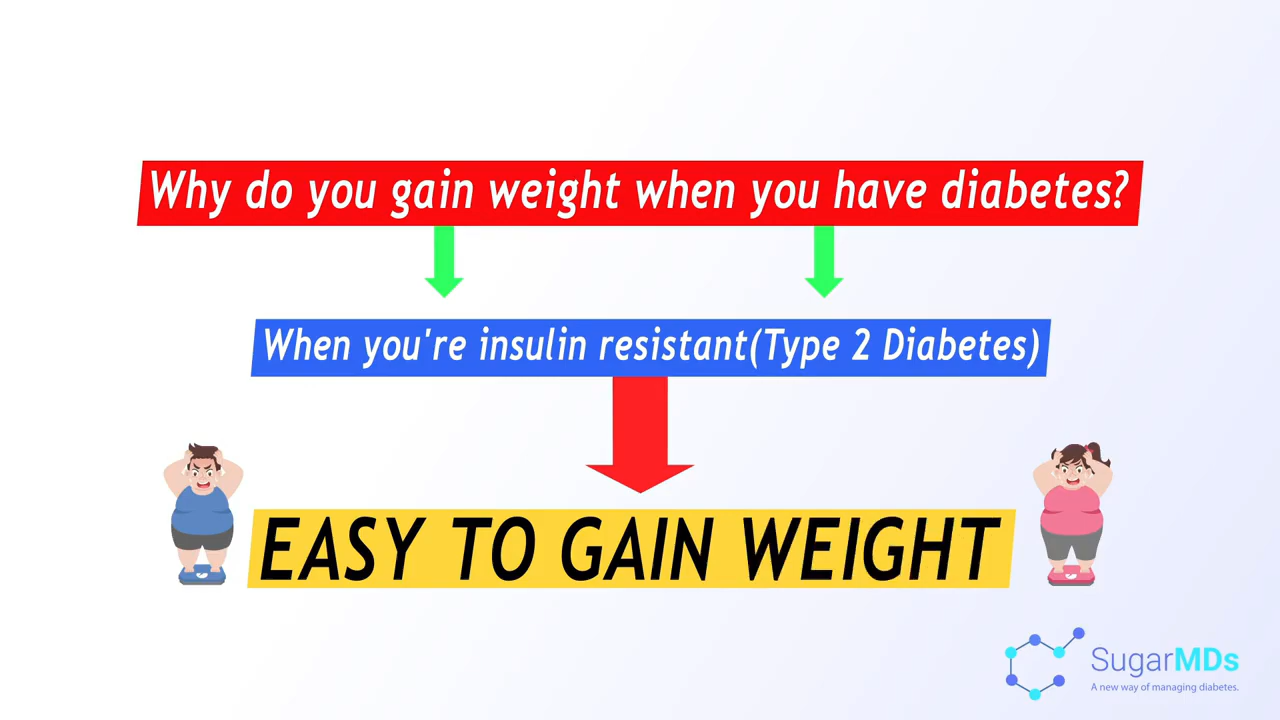 Why do you gain weight when you have diabetes?
When you're insulin resistant(Type 2 Diabetes)
EASY TO GAIN WEIGHT
SugarMDs
A new way of managing diabetes.